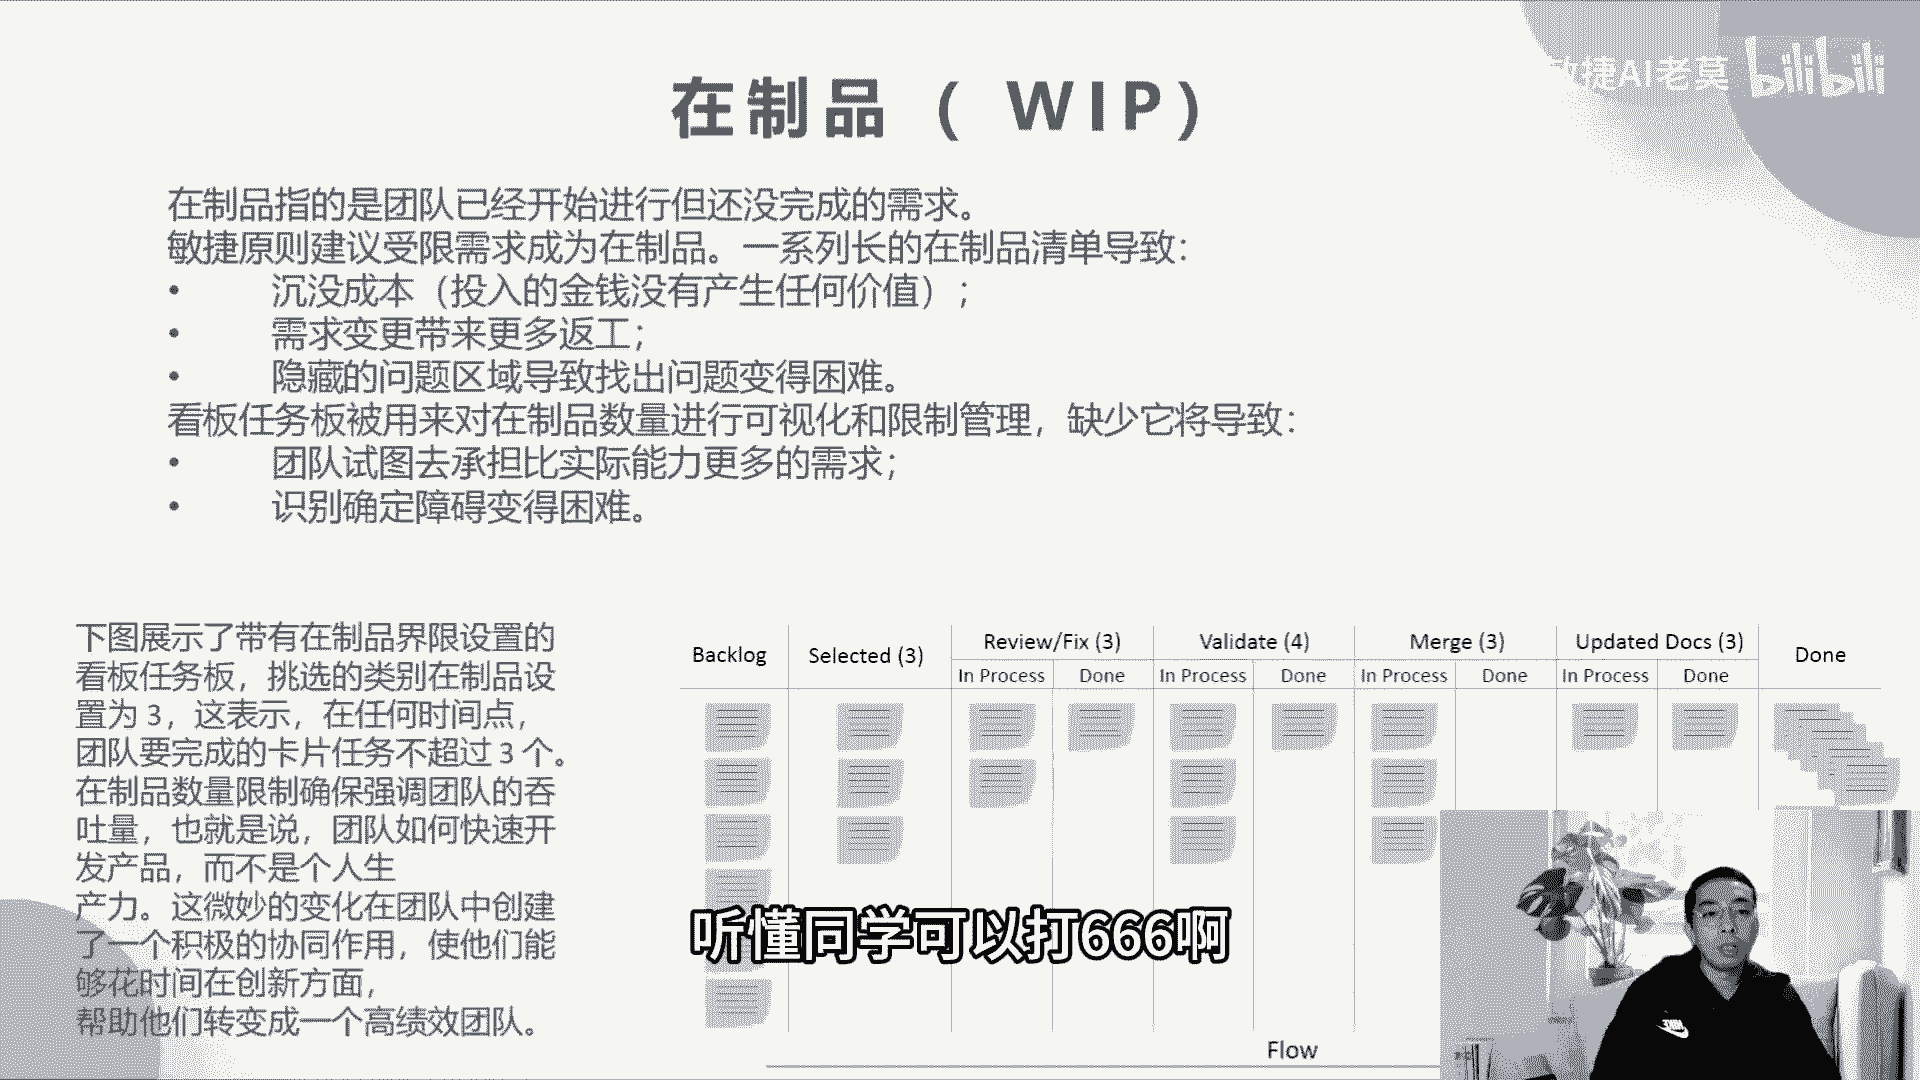 敏捷AI老莫 bilibili
在制品 ( WIP)
在制品指的是团队已经开始进行但还没完成的需求。
敏捷原则建议受限需求成为在制品。一系列长的在制品清单导致：
• 沉没成本（投入的金钱没有产生任何价值）；
• 需求变更带来更多返工；
• 隐藏的问题区域导致找出问题变得困难。
看板任务板被用来对在制品数量进行可视化和限制管理，缺少它将导致：
• 团队试图去承担比实际能力更多的需求；
• 识别确定障碍变得困难。
下图展示了带有在制品界限设置的
看板任务板，挑选的类别在制品设
置为 3，这表示，在任何时间点，
团队要完成的卡片任务不超过 3 个。
在制品数量限制确保强调团队的吞
吐量，也就是说，团队如何快速开
发产品，而不是个人生
产力。这微妙的变化在团队中创建
了一个积极的协同作用，使他们能
够花时间在创新方面，
帮助他们转变成一个高绩效团队。
Backlog Selected (3) Review/Fix (3) Validate (4) Merge (3) Updated Docs (3) Done
In Process Done In Process Done In Process Done In Process Done
听懂同学可以打666啊
Flow